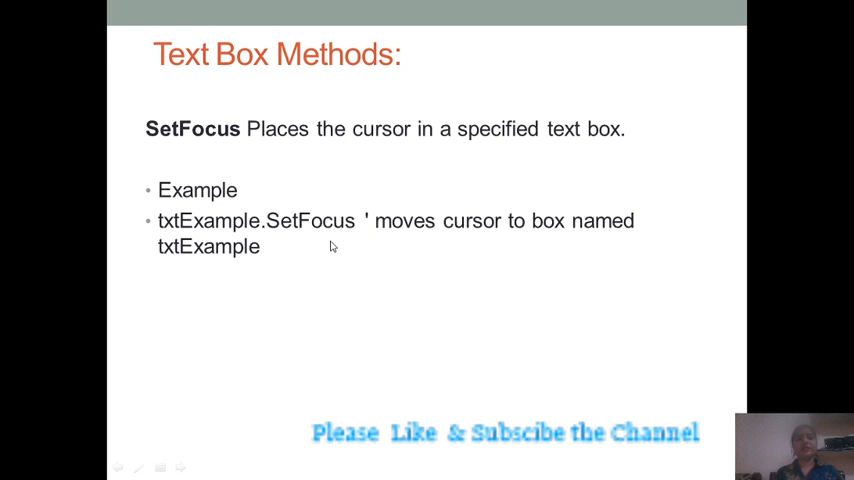 Text Box Methods:
SetFocus Places the cursor in a specified text box.
• Example
• txtExample.SetFocus ' moves cursor to box named
txtExample
Please Like & Subscibe the Channel